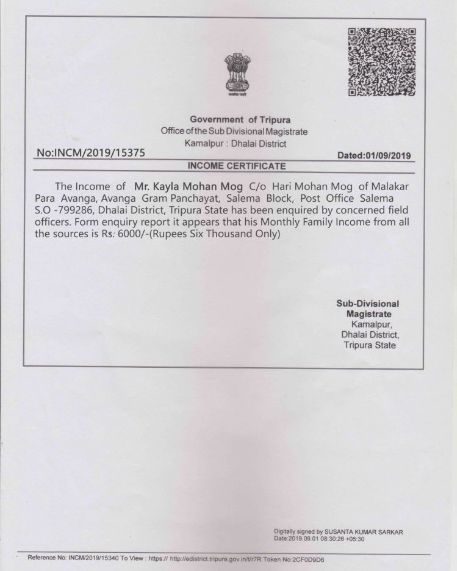 Government of Tripura
Office of the Sub Divisional Magistrate
Kamalpur : Dhalai District
No:INCM/2019/15375
Dated:01/09/2019
INCOME CERTIFICATE
The Income of Mr. Kayla Mohan Mog C/o Hari Mohan Mog of Malakar
Para Avanga, Avanga Gram Panchayat, Salema Block, Post Office Salema
S.O -799286, Dhalai District, Tripura State has been enquired by concerned field
officers. Form enquiry report it appears that his Monthly Family Income from all
the sources is Rs. 6000/-(Rupees Six Thousand Only)
Sub-Divisional
Magistrate
Kamalpur,
Dhalai District,
Tripura State
Digitally signed by SUSANTA KUMAR SARKAR
Date:2019.09.01 08:30:26 +05:30
Reference No: INCM/2019/15340 To View : https:// http://edistrict.tripura.gov.in/t/7R Token No:2CF0D9D6